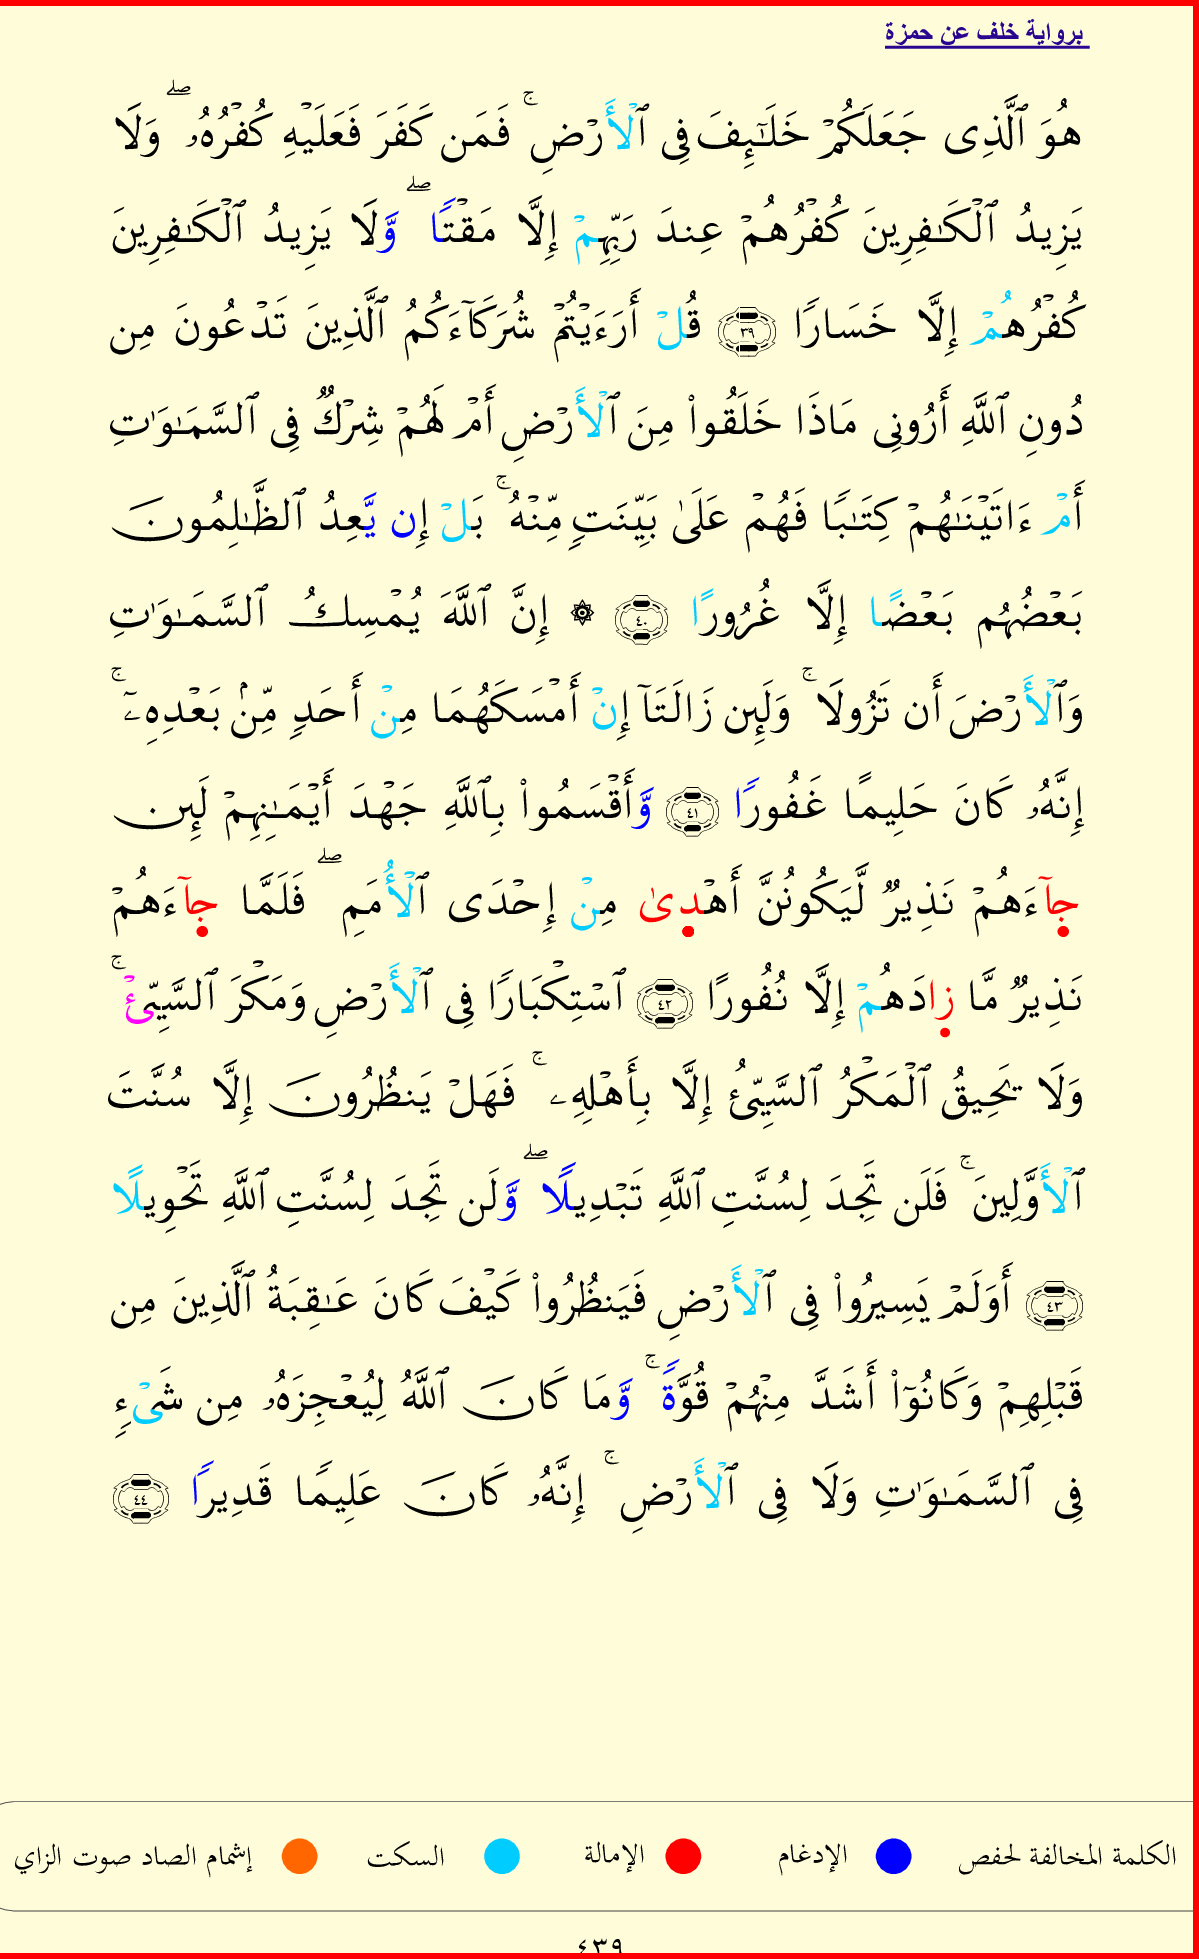 برواية خلف عن حمزة
هُوَ ٱلَّذِى جَعَلَكُمْ خَلَـٰٓئِفَ فِى ٱلْأَرْضِ ۚ فَمَن كَفَرَ فَعَلَيْهِ كُفْرُهُۥ ۖ وَلَا
يَزِيدُ ٱلْكَـٰفِرِينَ كُفْرُهُمْ عِندَ رَبِّهِمْ إِلَّا مَقْتًا ۖ وَّلَا يَزِيدُ ٱلْكَـٰفِرِينَ
كُفْرُهُمْ إِلَّا خَسَارًا ٣٩ قُلْ أَرَءَيْتُمْ شُرَكَآءَكُمُ ٱلَّذِينَ تَدْعُونَ مِن
دُونِ ٱللَّهِ أَرُونِى مَاذَا خَلَقُوا۟ مِنَ ٱلْأَرْضِ أَمْ لَهُمْ شِرْكٌ فِى ٱلسَّمَـٰوَٰتِ
أَمْ ءَاتَيْنَـٰهُمْ كِتَـٰبًا فَهُمْ عَلَىٰ بَيِّنَتٍ مِّنْهُ ۚ بَلْ إِن يَّعِدُ ٱلظَّـٰلِمُونَ
بَعْضُهُم بَعْضًا إِلَّا غُرُورًا ٤٠ ۞ إِنَّ ٱللَّهَ يُمْسِكُ ٱلسَّمَـٰوَٰتِ
وَٱلْأَرْضَ أَن تَزُولَا ۚ وَلَئِن زَالَتَآ إِنْ أَمْسَكَهُمَا مِنْ أَحَدٍ مِّنۢ بَعْدِهِۦٓ ۚ
إِنَّهُۥ كَانَ حَلِيمًا غَفُورًا ٤١ وَّأَقْسَمُوا۟ بِٱللَّهِ جَهْدَ أَيْمَـٰنِهِمْ لَئِن
جآءَهُمْ نَذِيرٌ لَّيَكُونُنَّ أَهْدىٰ مِنْ إِحْدَى ٱلْأُمَمِ ۖ فَلَمَّا جآءَهُمْ
نَذِيرٌ مَّا زادَهُمْ إِلَّا نُفُورًا ٤٢ ٱسْتِكْبَارًا فِى ٱلْأَرْضِ وَمَكْرَ ٱلسَّيِّئْ ۚ
وَلَا يَحِيقُ ٱلْمَكْرُ ٱلسَّيِّئُ إِلَّا بِأَهْلِهِۦ ۚ فَهَلْ يَنظُرُونَ إِلَّا سُنَّتَ
ٱلْأَوَّلِينَ ۚ فَلَن تَجِدَ لِسُنَّتِ ٱللَّهِ تَبْدِيلًا ۖ وَّلَن تَجِدَ لِسُنَّتِ ٱللَّهِ تَحْوِيلًا
٤٣ أَوَلَمْ يَسِيرُوا۟ فِى ٱلْأَرْضِ فَيَنظُرُوا۟ كَيْفَ كَانَ عَـٰقِبَةُ ٱلَّذِينَ مِن
قَبْلِهِمْ وَكَانُوٓا۟ أَشَدَّ مِنْهُمْ قُوَّةً ۚ وَّمَا كَانَ ٱللَّهُ لِيُعْجِزَهُۥ مِن شَىْءٍ
فِى ٱلسَّمَـٰوَٰتِ وَلَا فِى ٱلْأَرْضِ ۚ إِنَّهُۥ كَانَ عَلِيمًا قَدِيرًا ٤٤
الكلمة المخالفة لحفص الإدغام الإمالة السكت إشمام الصاد صوت الزاي
٤٣٩